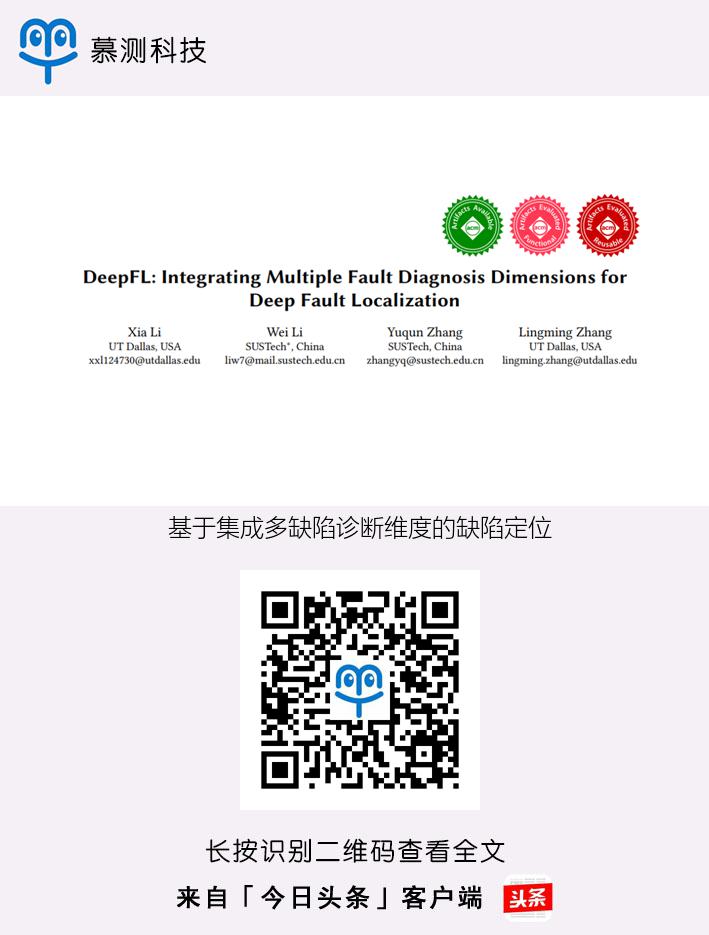 慕测科技
Artifacts Available
acm
Artifacts Evaluated
acm
Functional
Artifacts Evaluated
acm
Reusable
DeepFL: Integrating Multiple Fault Diagnosis Dimensions for
Deep Fault Localization
Xia Li
UT Dallas, USA
xxl124730@utdallas.edu
Wei Li
SUSTech*, China
liw7@mail.sustech.edu.cn
Yuqun Zhang
SUSTech, China
zhangyq@sustech.edu.cn
Lingming Zhang
UT Dallas, USA
lingming.zhang@utdallas.edu
基于集成多缺陷诊断维度的缺陷定位
长按识别二维码查看全文
来自「今日头条」客户端
头条